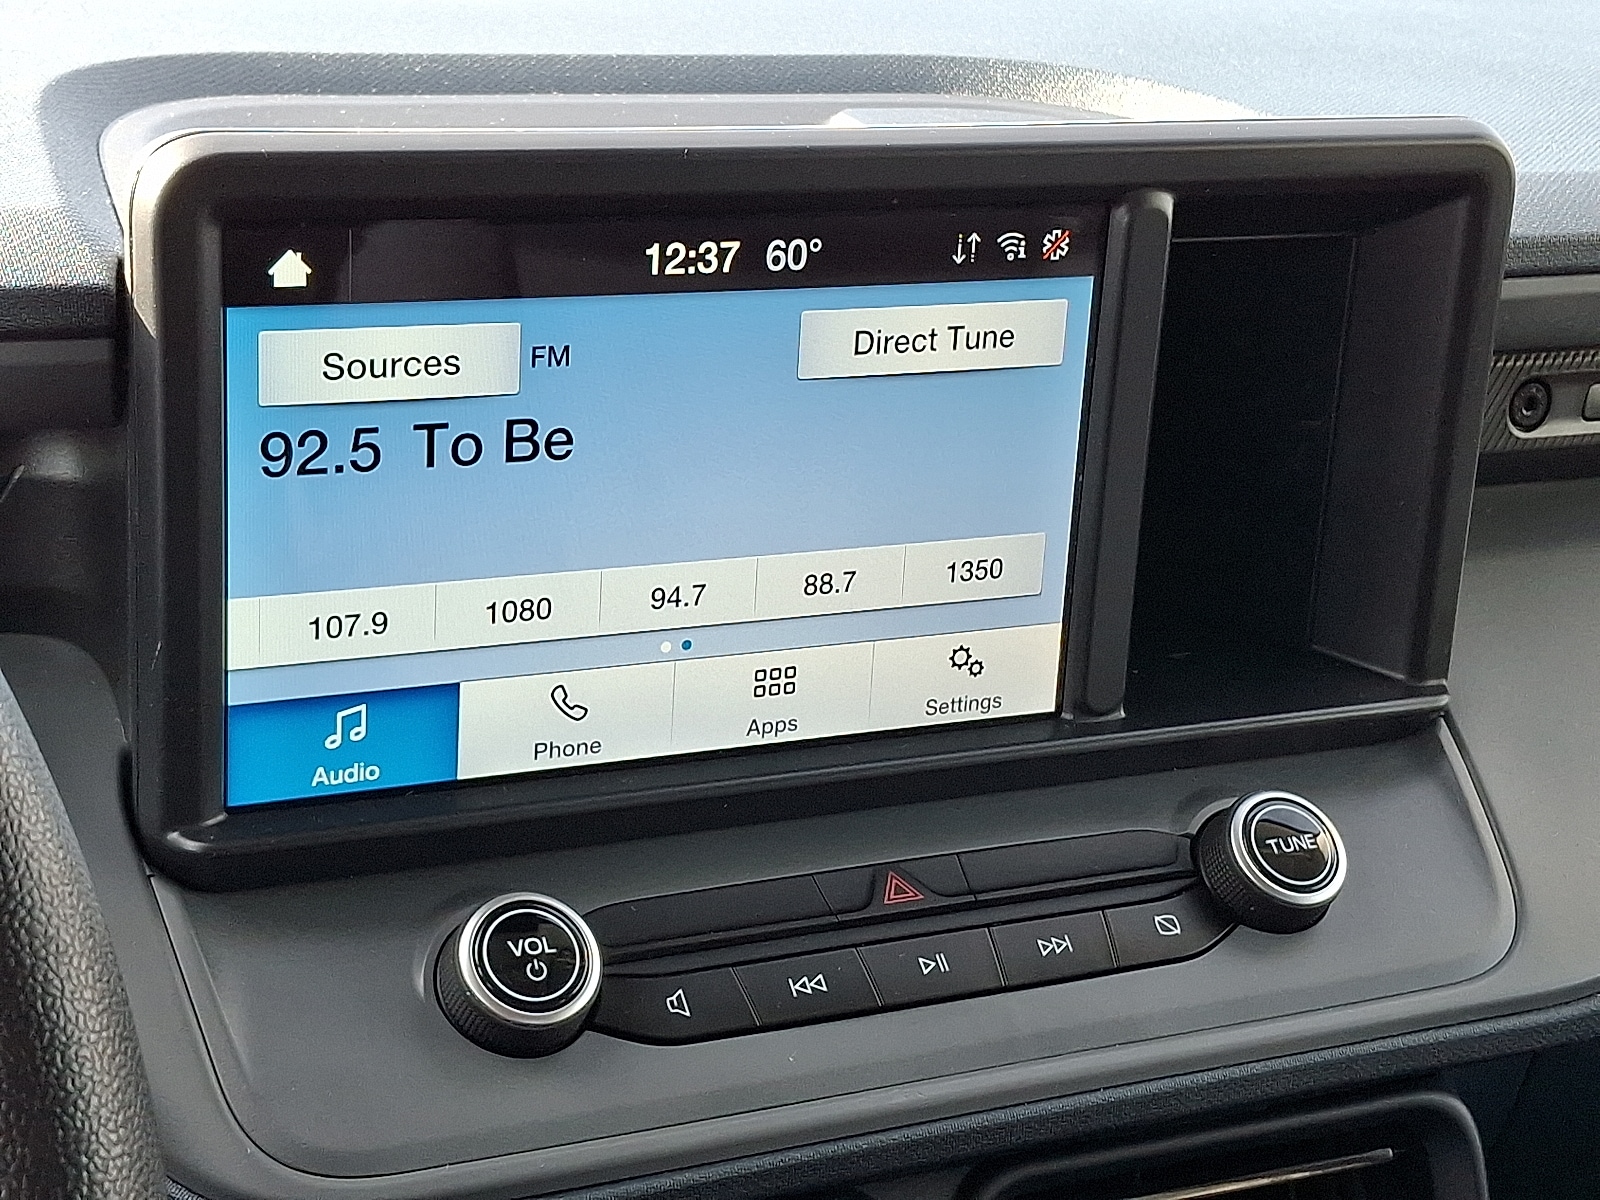 12:37 60°
Sources FM Direct Tune
92.5 To Be
107.9 1080 94.7 88.7 1350
Audio Phone Apps Settings
VOL
TUNE